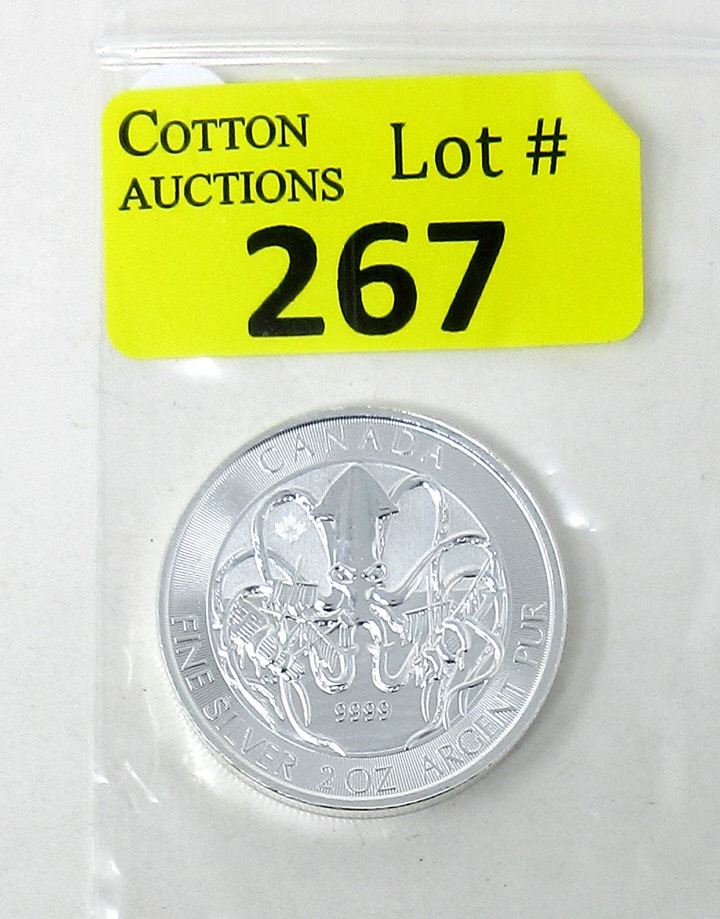 COTTON
AUCTIONS
Lot #
267
CANADA
9999
FINE SILVER 2 OZ ARGENT PUR